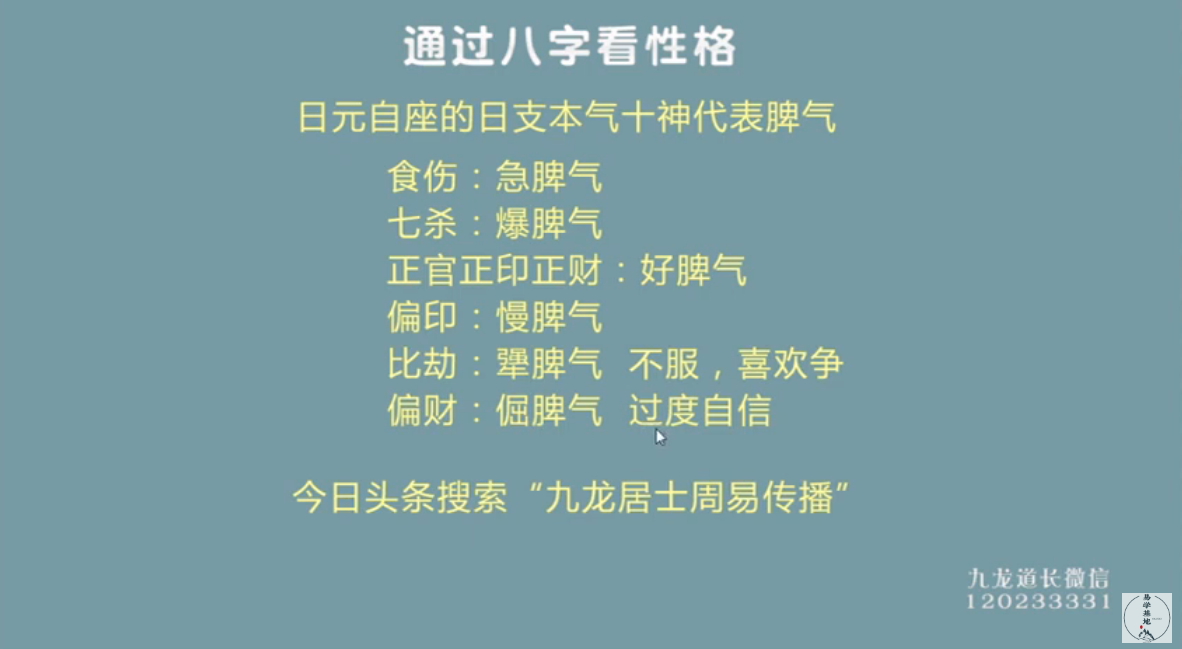 通过八字看性格
日元自座的日支本气十神代表脾气
食伤：急脾气
七杀：爆脾气
正官正印正财：好脾气
偏印：慢脾气
比劫：犟脾气 不服，喜欢争
偏财：倔脾气 过度自信
今日头条搜索“九龙居士周易传播”
九龙道长微信
120233331
易学基地